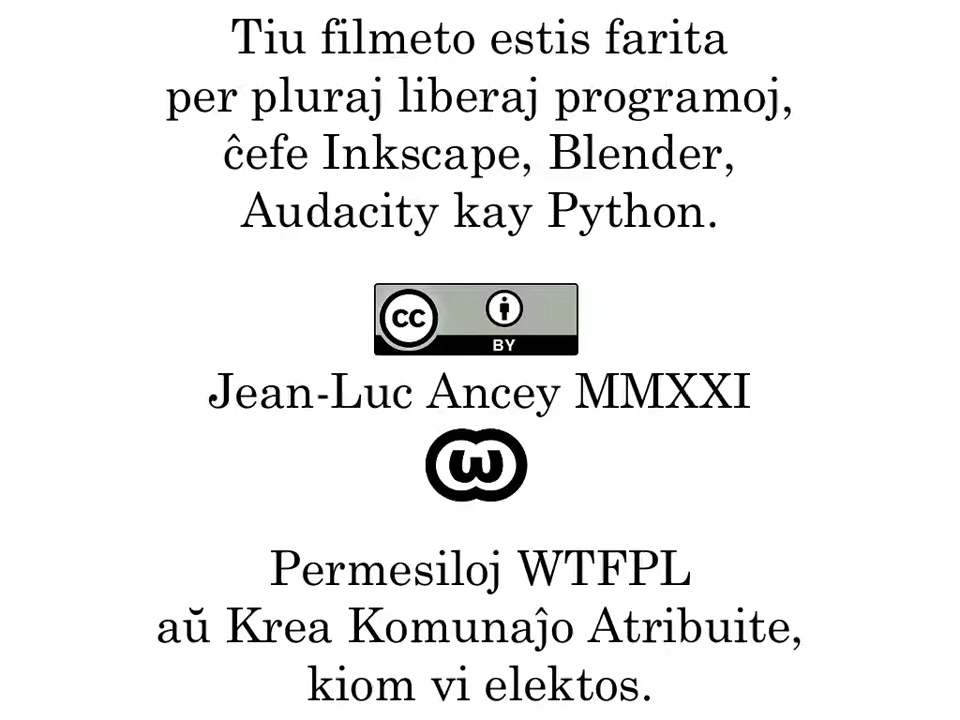 Tiu filmeto estis farita
per pluraj liberaj programoj,
ĉefe Inkscape, Blender,
Audacity kay Python.
cc
BY
Jean-Luc Ancey MMXXI
ω
Permesiloj WTFPL
aŭ Krea Komunaĵo Atribuite,
kiom vi elektos.